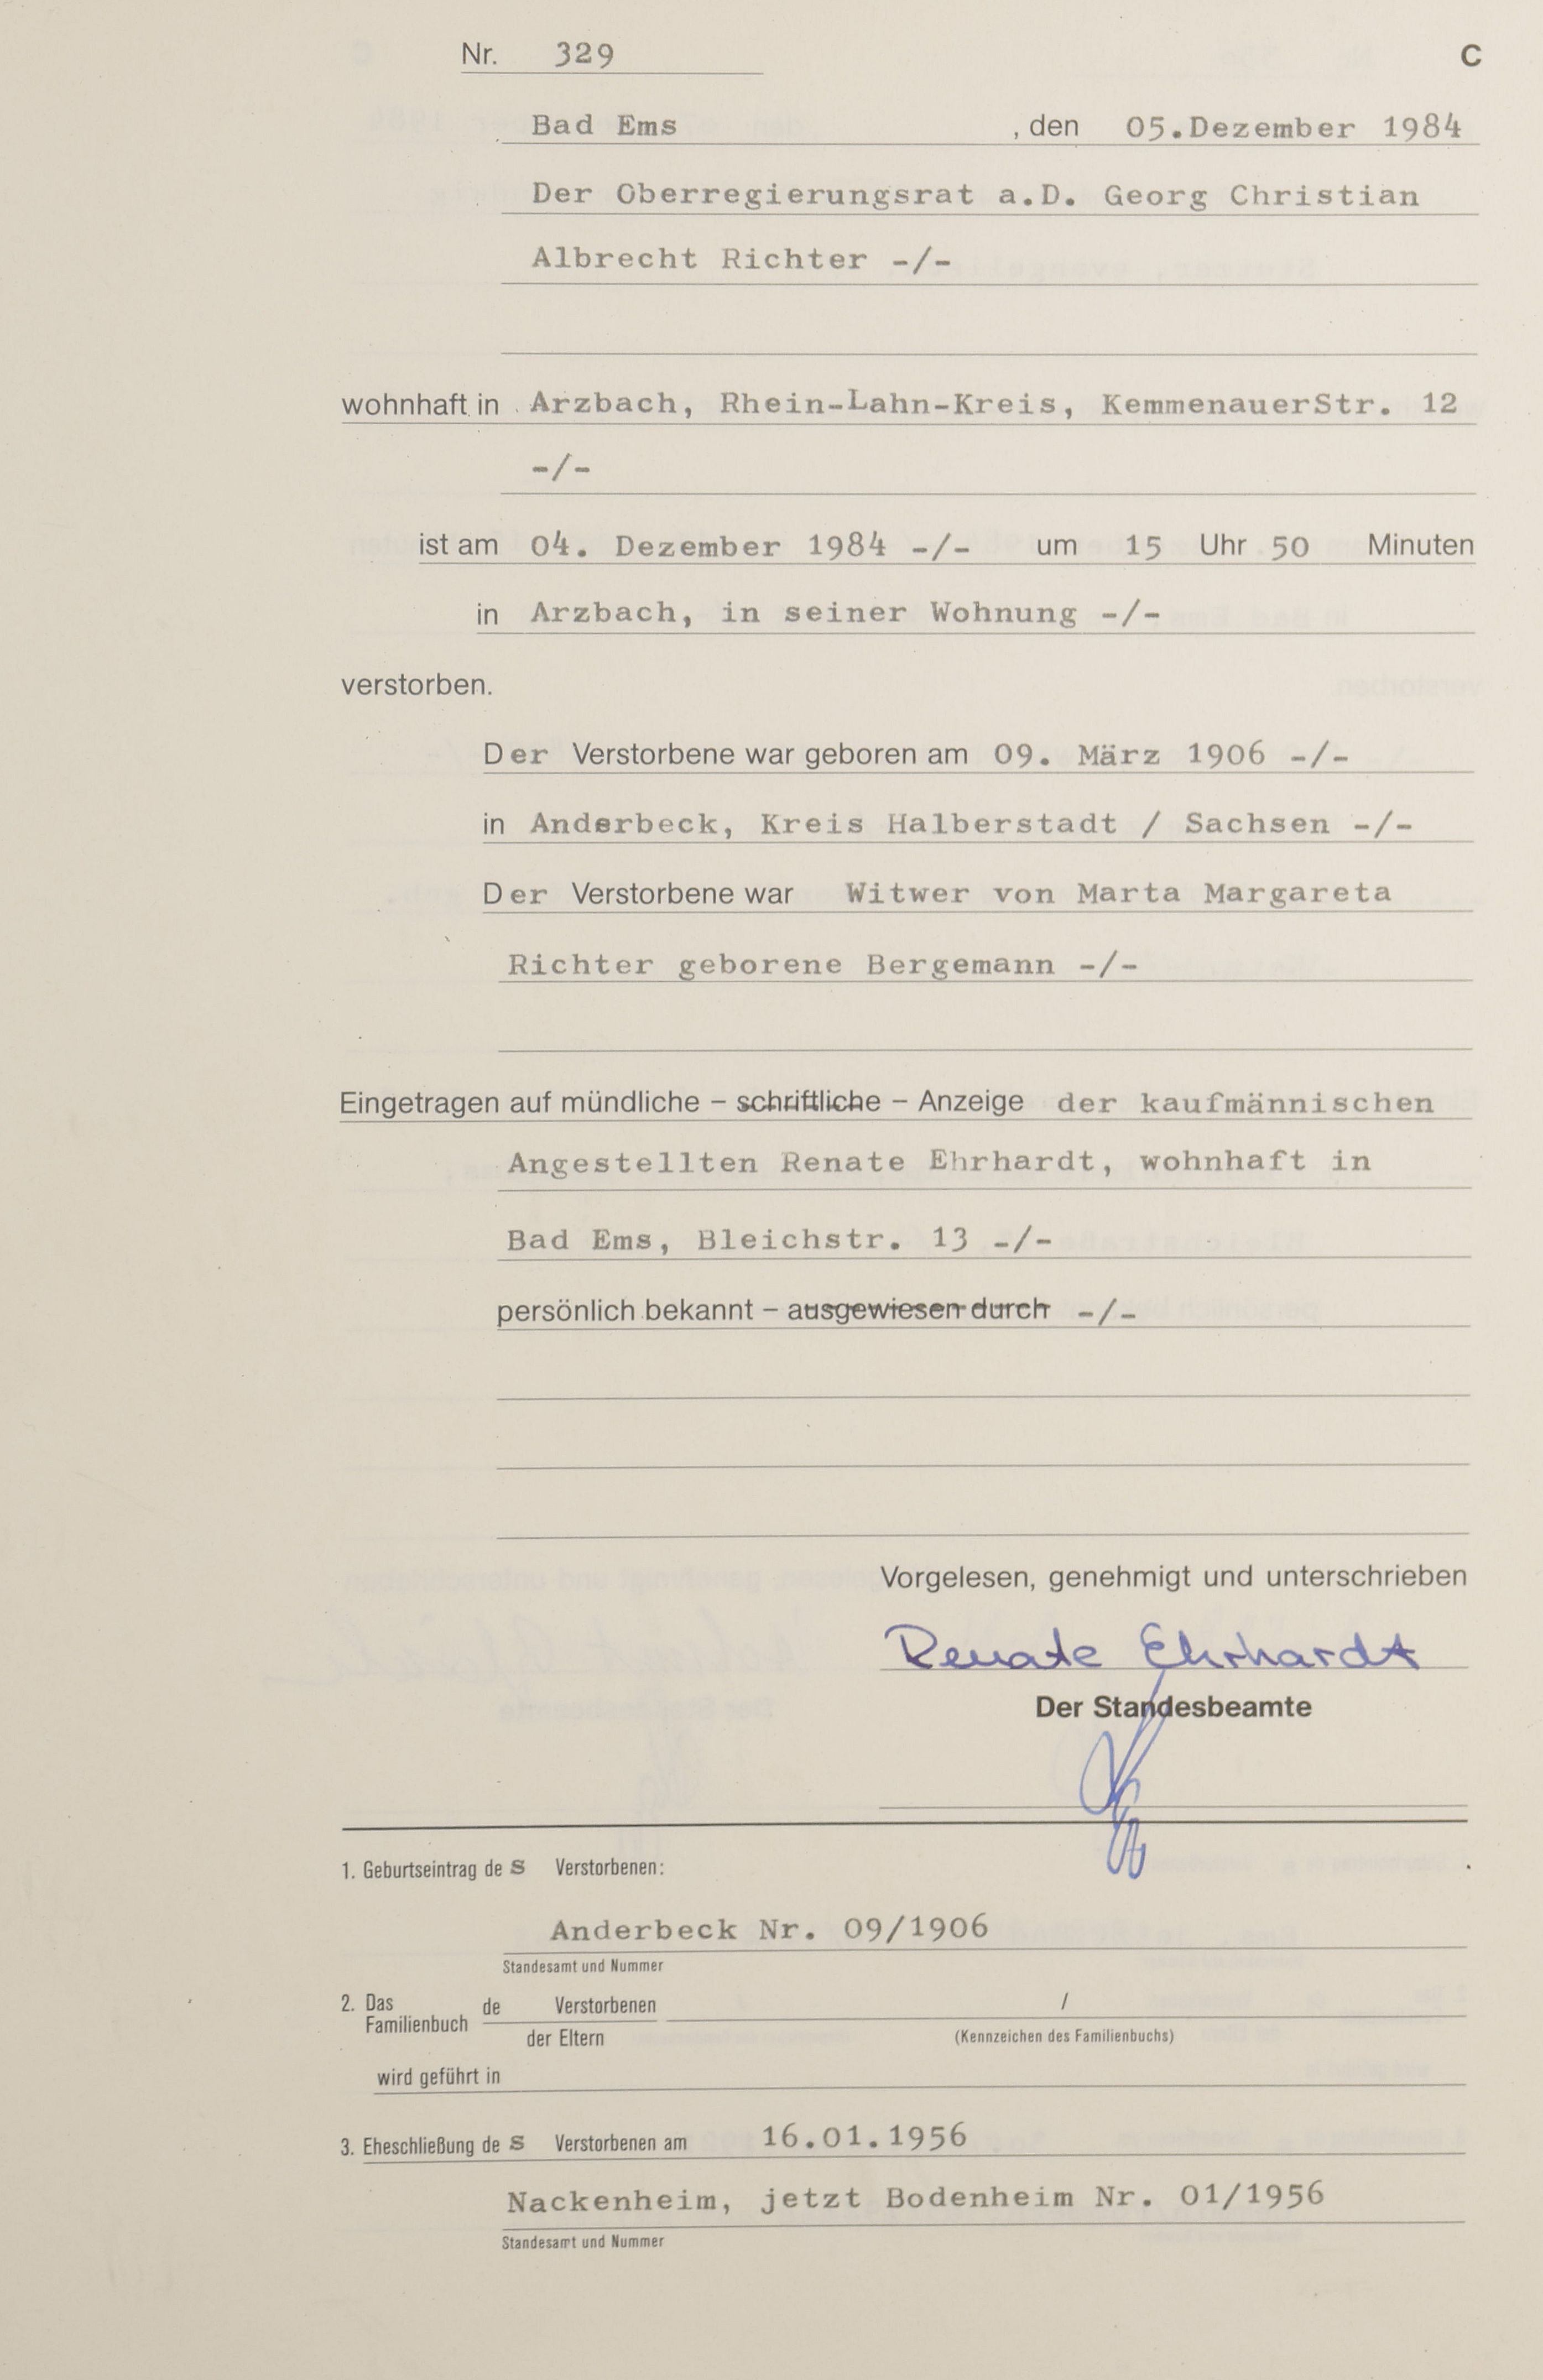 Nr. 329 C
Bad Ems , den 05.Dezember 1984
Der Oberregierungsrat a.D. Georg Christian
Albrecht Richter -/-
wohnhaft in Arzbach, Rhein-Lahn-Kreis, KemmenauerStr. 12
-/-
ist am 04. Dezember 1984 -/- um 15 Uhr 50 Minuten
in Arzbach, in seiner Wohnung -/-
verstorben.
Der Verstorbene war geboren am 09. März 1906 -/-
in Anderbeck, Kreis Halberstadt / Sachsen -/-
Der Verstorbene war Witwer von Marta Margareta
Richter geborene Bergemann -/-
Eingetragen auf mündliche – schriftliche – Anzeige der kaufmännischen
Angestellten Renate Ehrhardt, wohnhaft in
Bad Ems, Bleichstr. 13 -/-
persönlich bekannt – ausgewiesen durch -/-
Vorgelesen, genehmigt und unterschrieben
Renate Ehrhardt
Der Standesbeamte
1. Geburtseintrag de s Verstorbenen:
Anderbeck Nr. 09/1906
Standesamt und Nummer
2. Das Familienbuch de Verstorbenen /
der Eltern (Kennzeichen des Familienbuchs)
wird geführt in
3. Eheschließung de s Verstorbenen am 16.01.1956
Nackenheim, jetzt Bodenheim Nr. 01/1956
Standesamt und Nummer